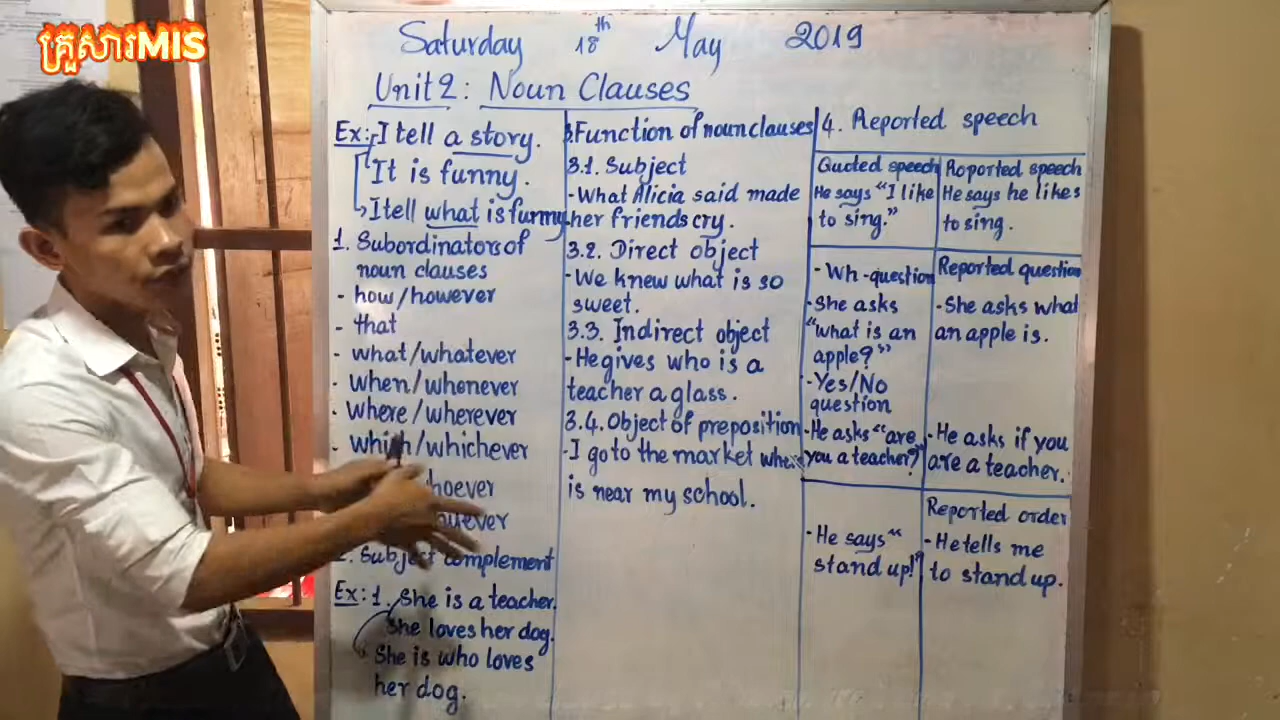 គ្រួសារMIS
Saturday 18th May 2019
Unit 2: Noun Clauses
Ex: I tell a story.
It is funny.
I tell what is funny.
1. Subordinators of
noun clauses
- how/however
- that
- what/whatever
- when/whenever
- where/wherever
- which/whichever
hoever
2. Subject complement
Ex: 1. She is a teacher.
She loves her dog.
She is who loves
her dog.
3. Function of noun clauses
3.1. Subject
- What Alicia said made
her friends cry.
3.2. Direct object
- We knew what is so
sweet.
3.3. Indirect object
- He gives who is a
teacher a glass.
3.4. Object of preposition
- I go to the market
is near my school.
4. Reported speech
Quoted speech
He says "I like
to sing."
Roported speech
He says he likes
to sing.
- Wh-question
- She asks
"what is an
apple?"
- Yes/No
question
- He asks "are
you a teacher?"
Reported question
- She asks what
an apple is.
- He asks if you
are a teacher.
- He says "
stand up!"
Reported order
- He tells me
to stand up.